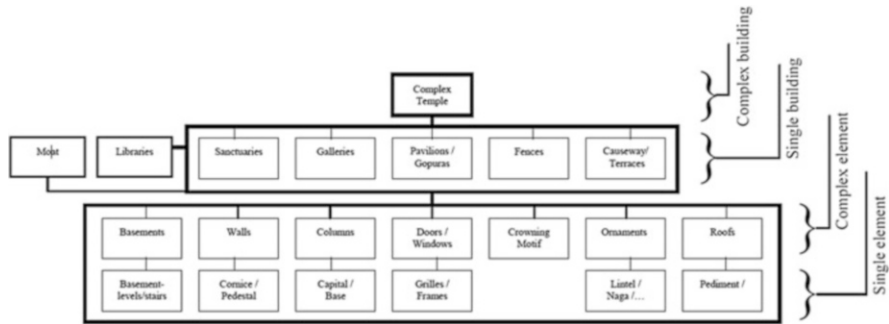 Complex
Temple
Moat
Libraries
Sanctuaries
Galleries
Pavilions /
Gopuras
Fences
Causeway/
Terraces
Basements
Walls
Columns
Doors /
Windows
Crowning
Motif
Ornaments
Roofs
Basement-
levels/stairs
Cornice /
Pedestal
Capital /
Base
Grilles /
Frames
Lintel /
Naga /...
Pediment /
Complex building
Single building
Complex element
Single element